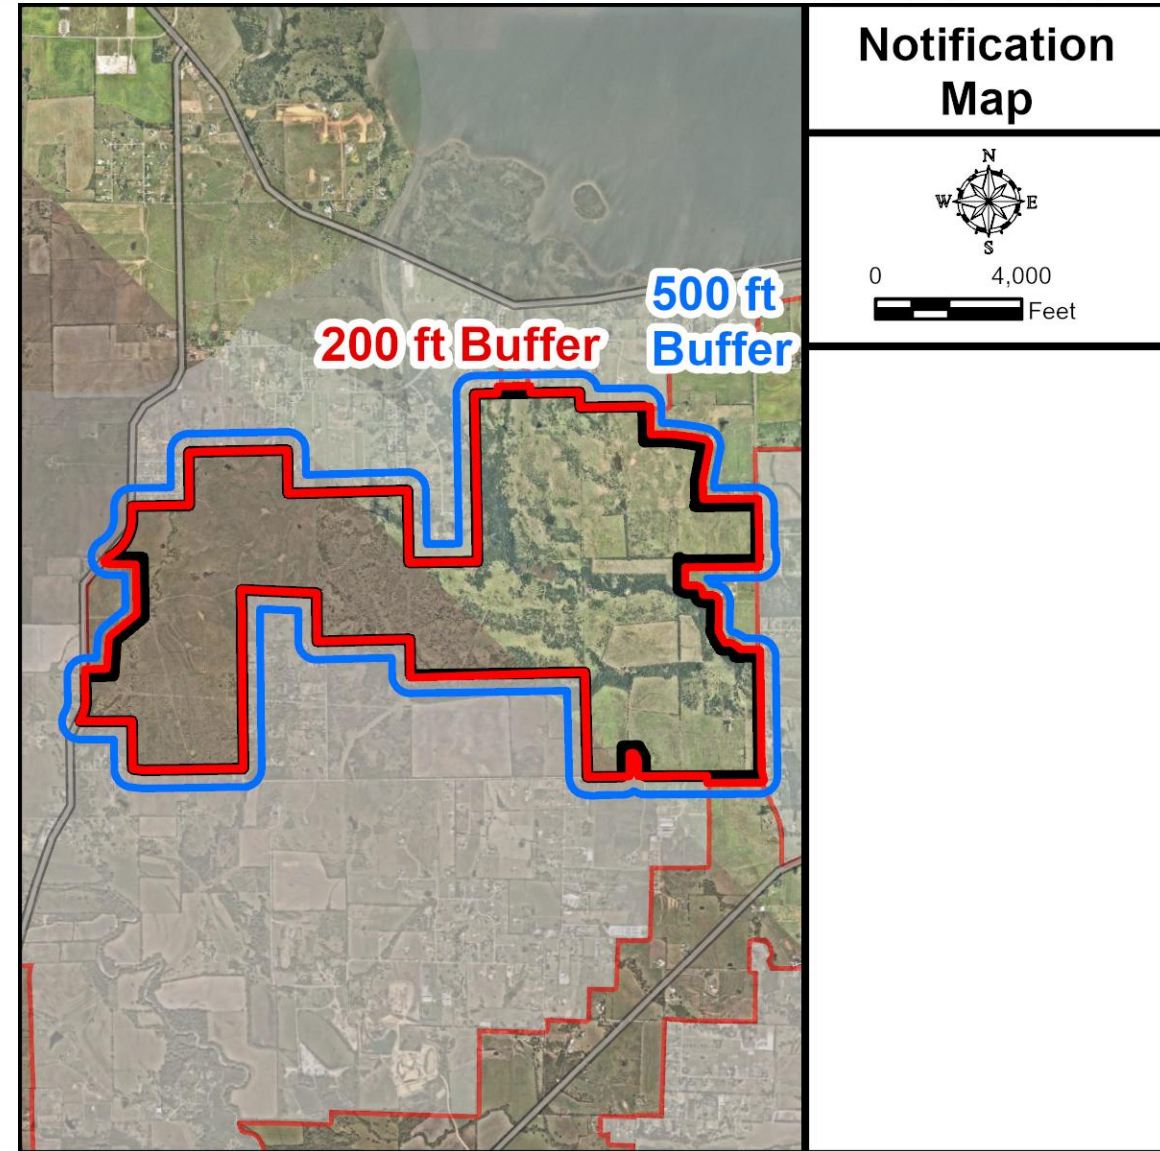 Notification
Map
N
W E
S
0 4,000
Feet
500 ft
Buffer
200 ft Buffer